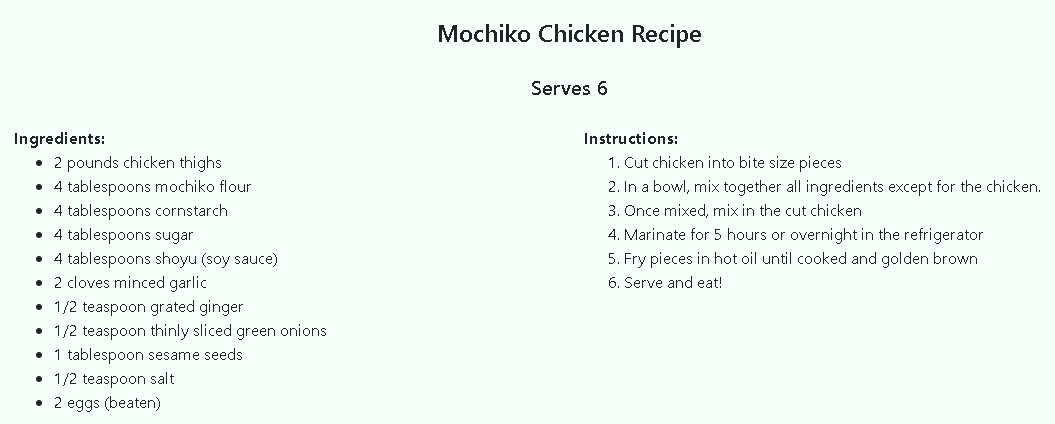 Mochiko Chicken Recipe
Serves 6
Ingredients:
• 2 pounds chicken thighs
• 4 tablespoons mochiko flour
• 4 tablespoons cornstarch
• 4 tablespoons sugar
• 4 tablespoons shoyu (soy sauce)
• 2 cloves minced garlic
• 1/2 teaspoon grated ginger
• 1/2 teaspoon thinly sliced green onions
• 1 tablespoon sesame seeds
• 1/2 teaspoon salt
• 2 eggs (beaten)
Instructions:
1. Cut chicken into bite size pieces
2. In a bowl, mix together all ingredients except for the chicken.
3. Once mixed, mix in the cut chicken
4. Marinate for 5 hours or overnight in the refrigerator
5. Fry pieces in hot oil until cooked and golden brown
6. Serve and eat!